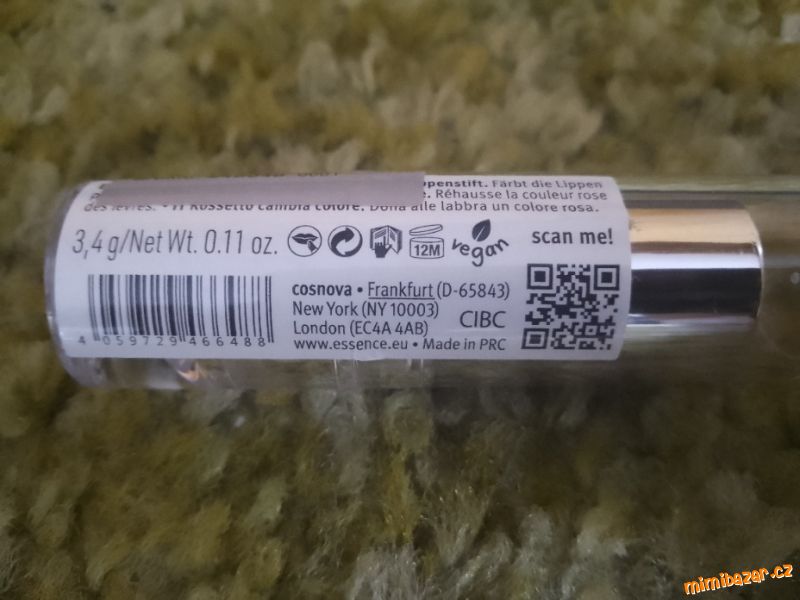 ppenstift. Färbt die Lippen
Réhausse la couleur rose
des lèvres. • IT Rossetto cambia colore. Dona alle labbra un colore rosa.
3,4 g/Net Wt. 0.11 oz.
12M
vegan
scan me!
cosnova • Frankfurt (D-65843)
New York (NY 10003)
London (EC4A 4AB)
CIBC
www.essence.eu • Made in PRC
4 059729 466488
mimibazar.cz